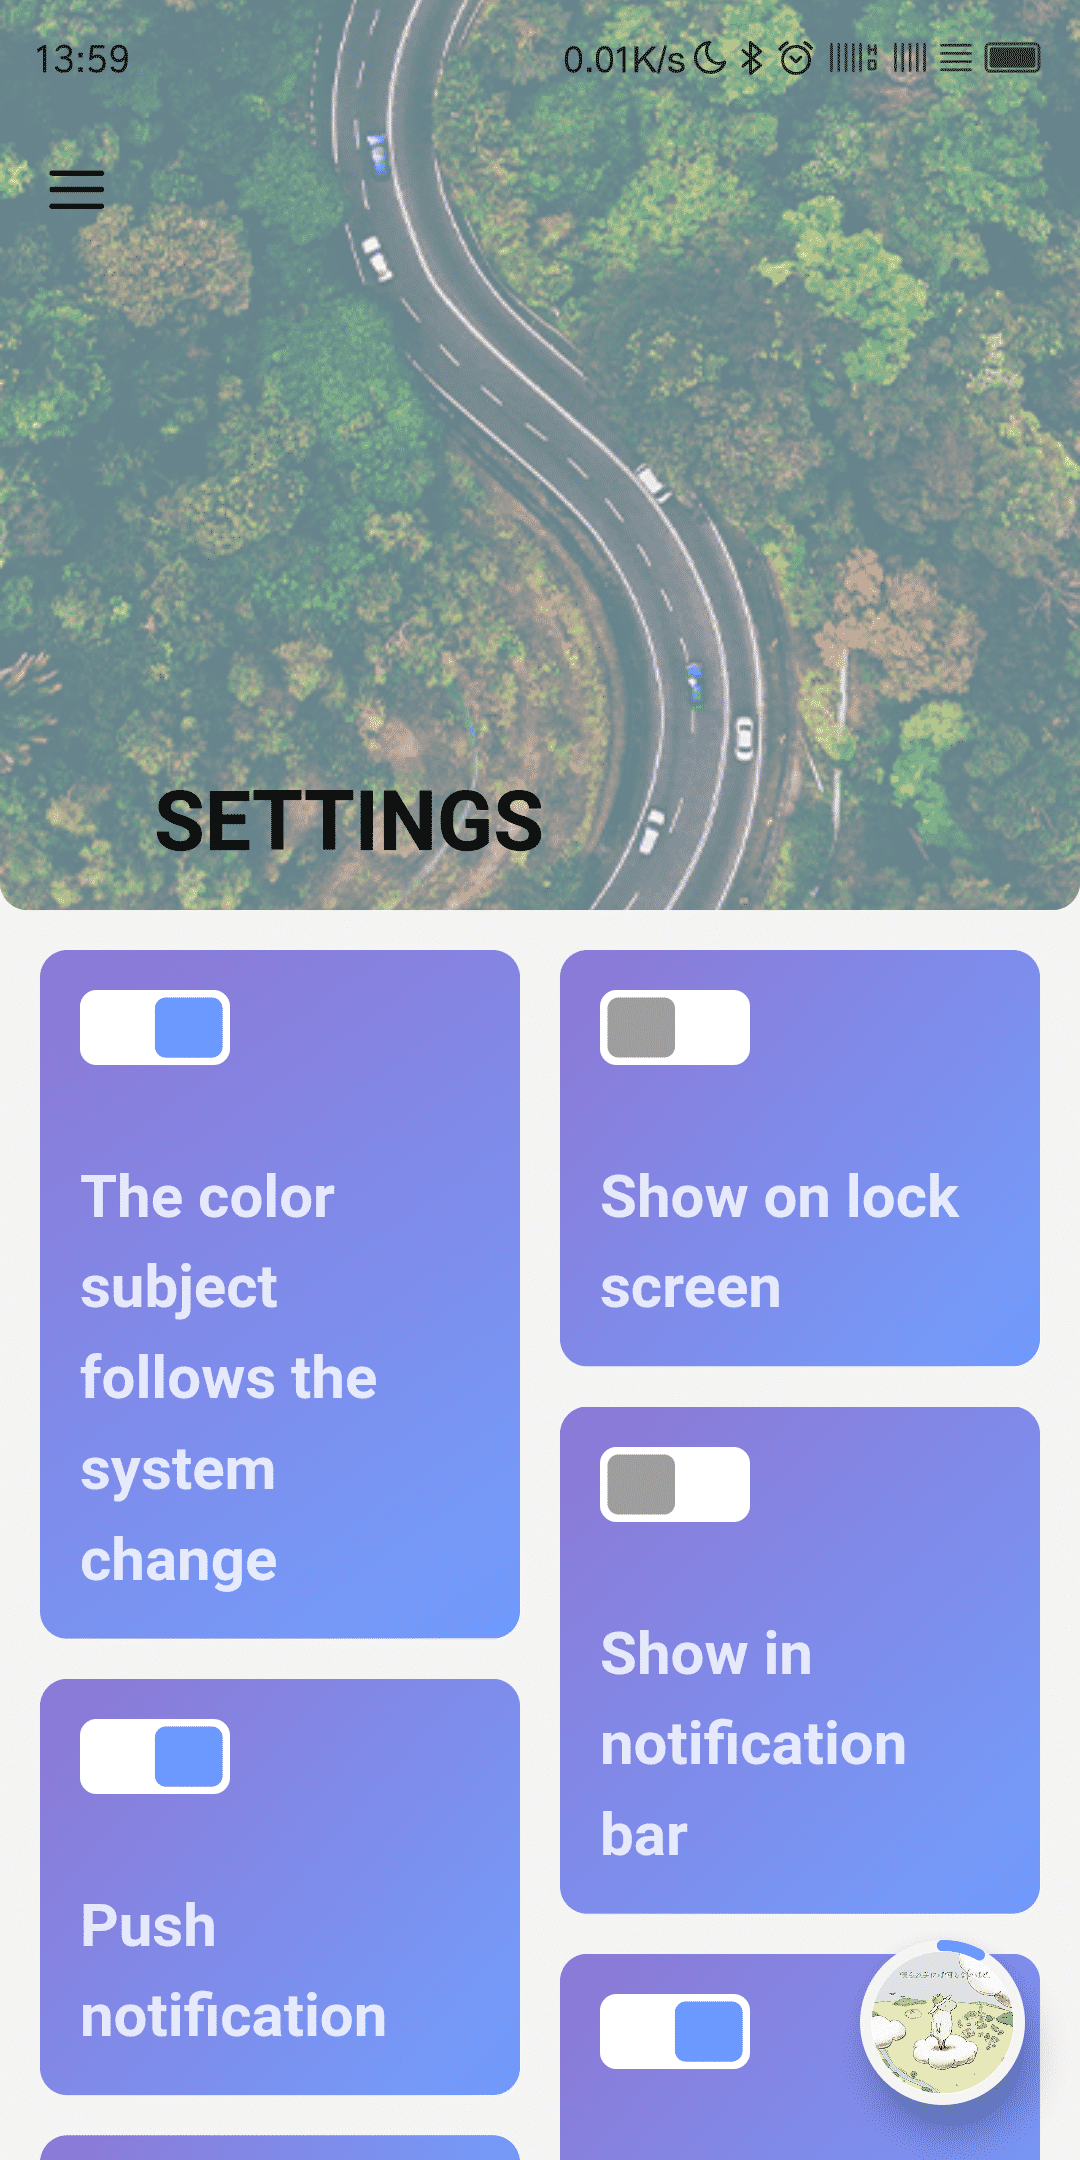 13:59
0.01K/s
SETTINGS
The color
subject
follows the
system
change
Show on lock
screen
Show in
notification
bar
Push
notification